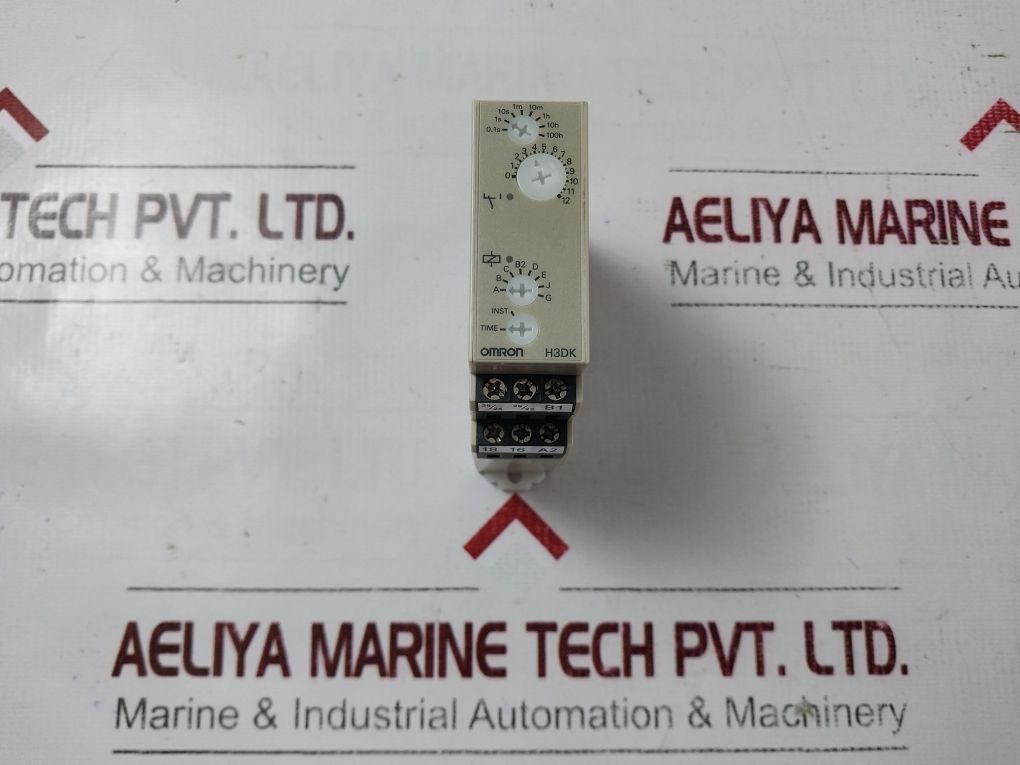 1m 10m
10s 1h
1s 10h
0.1s 100h
0 1 2 3 4 5 6 7 8 9 10 11 12
A B C B2 D E J G
INST
TIME
OMRON H3DK
B1
18 16 A2
TECH PVT. LTD.
omation & Machinery
AELIYA MARINE
Marine & Industrial Au
AELIYA MARINE TECH PVT. LTD.
Marine & Industrial Automation & Machinery